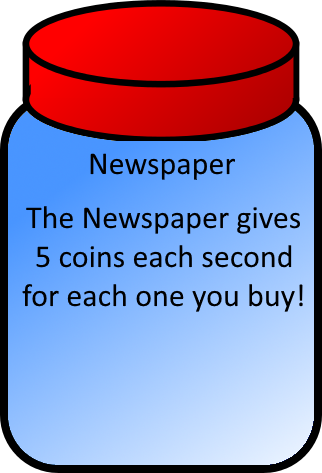 Newspaper
The Newspaper gives
5 coins each second
for each one you buy!